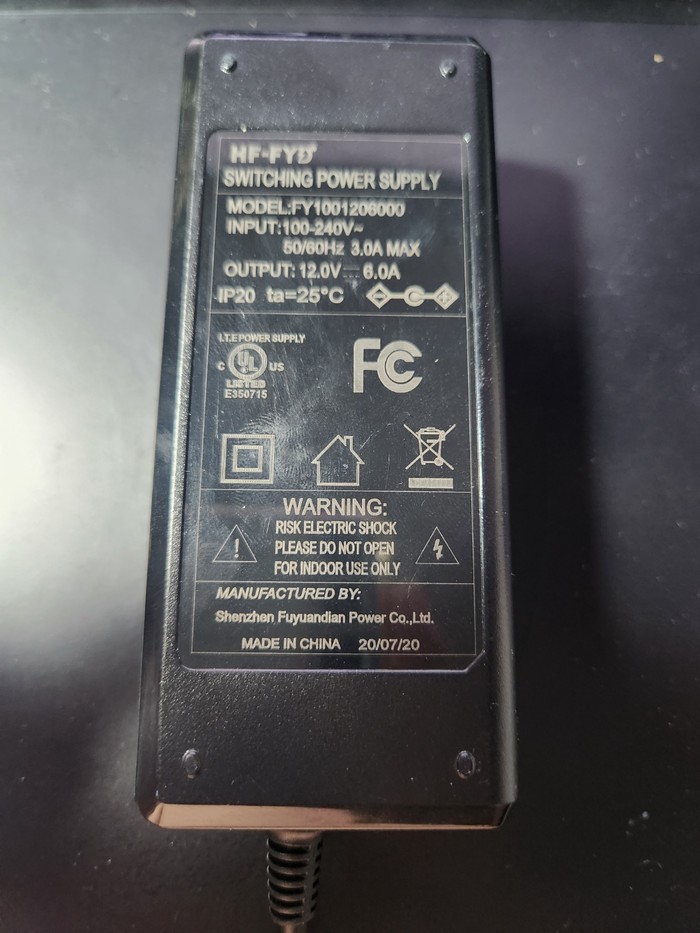 HF-FYD
SWITCHING POWER SUPPLY
MODEL:FY1001206000
INPUT:100-240V~
50/60Hz 3.0A MAX
OUTPUT: 12.0V⎓6.0A
IP20 ta=25°C
I.T.E POWER SUPPLY
C UL US
LISTED
E350715
FC
WARNING:
RISK ELECTRIC SHOCK
PLEASE DO NOT OPEN
FOR INDOOR USE ONLY
MANUFACTURED BY:
Shenzhen Fuyuandian Power Co.,Ltd.
MADE IN CHINA 20/07/20